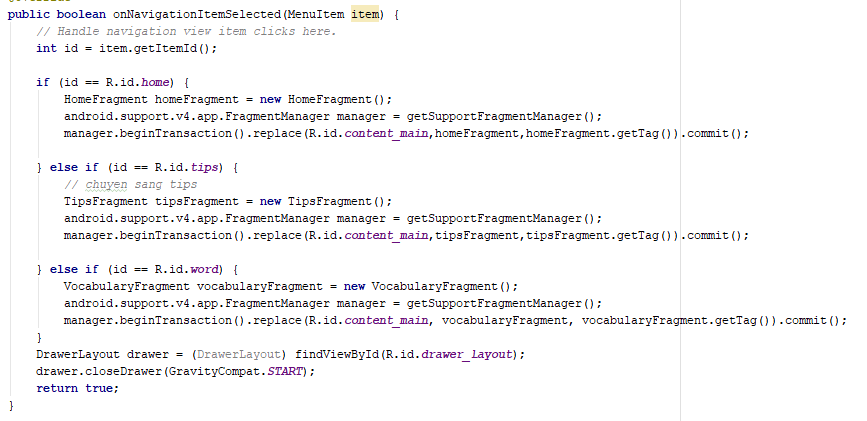 public boolean onNavigationItemSelected(MenuItem item) {
    // Handle navigation view item clicks here.
    int id = item.getItemId();

    if (id == R.id.home) {
        HomeFragment homeFragment = new HomeFragment();
        android.support.v4.app.FragmentManager manager = getSupportFragmentManager();
        manager.beginTransaction().replace(R.id.content_main,homeFragment,homeFragment.getTag()).commit();

    } else if (id == R.id.tips) {
        // chuyen sang tips
        TipsFragment tipsFragment = new TipsFragment();
        android.support.v4.app.FragmentManager manager = getSupportFragmentManager();
        manager.beginTransaction().replace(R.id.content_main,tipsFragment,tipsFragment.getTag()).commit();

    } else if (id == R.id.word) {
        VocabularyFragment vocabularyFragment = new VocabularyFragment();
        android.support.v4.app.FragmentManager manager = getSupportFragmentManager();
        manager.beginTransaction().replace(R.id.content_main, vocabularyFragment, vocabularyFragment.getTag()).commit();
    }
    DrawerLayout drawer = (DrawerLayout) findViewById(R.id.drawer_layout);
    drawer.closeDrawer(GravityCompat.START);
    return true;
}